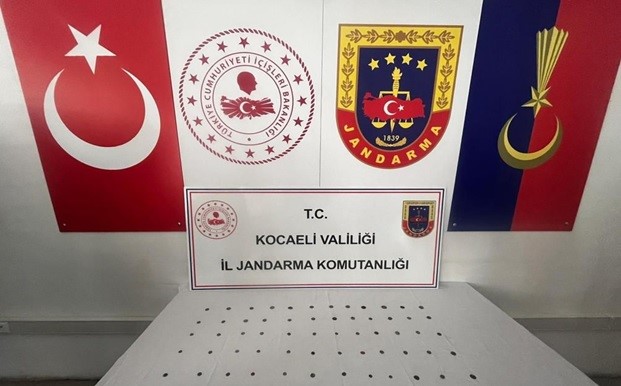 TÜRKİYE CUMHURİYETİ İÇİŞLERİ BAKANLIĞI
JANDARMA
1839
T.C.
KOCAELİ VALİLİĞİ
İL JANDARMA KOMUTANLIĞI